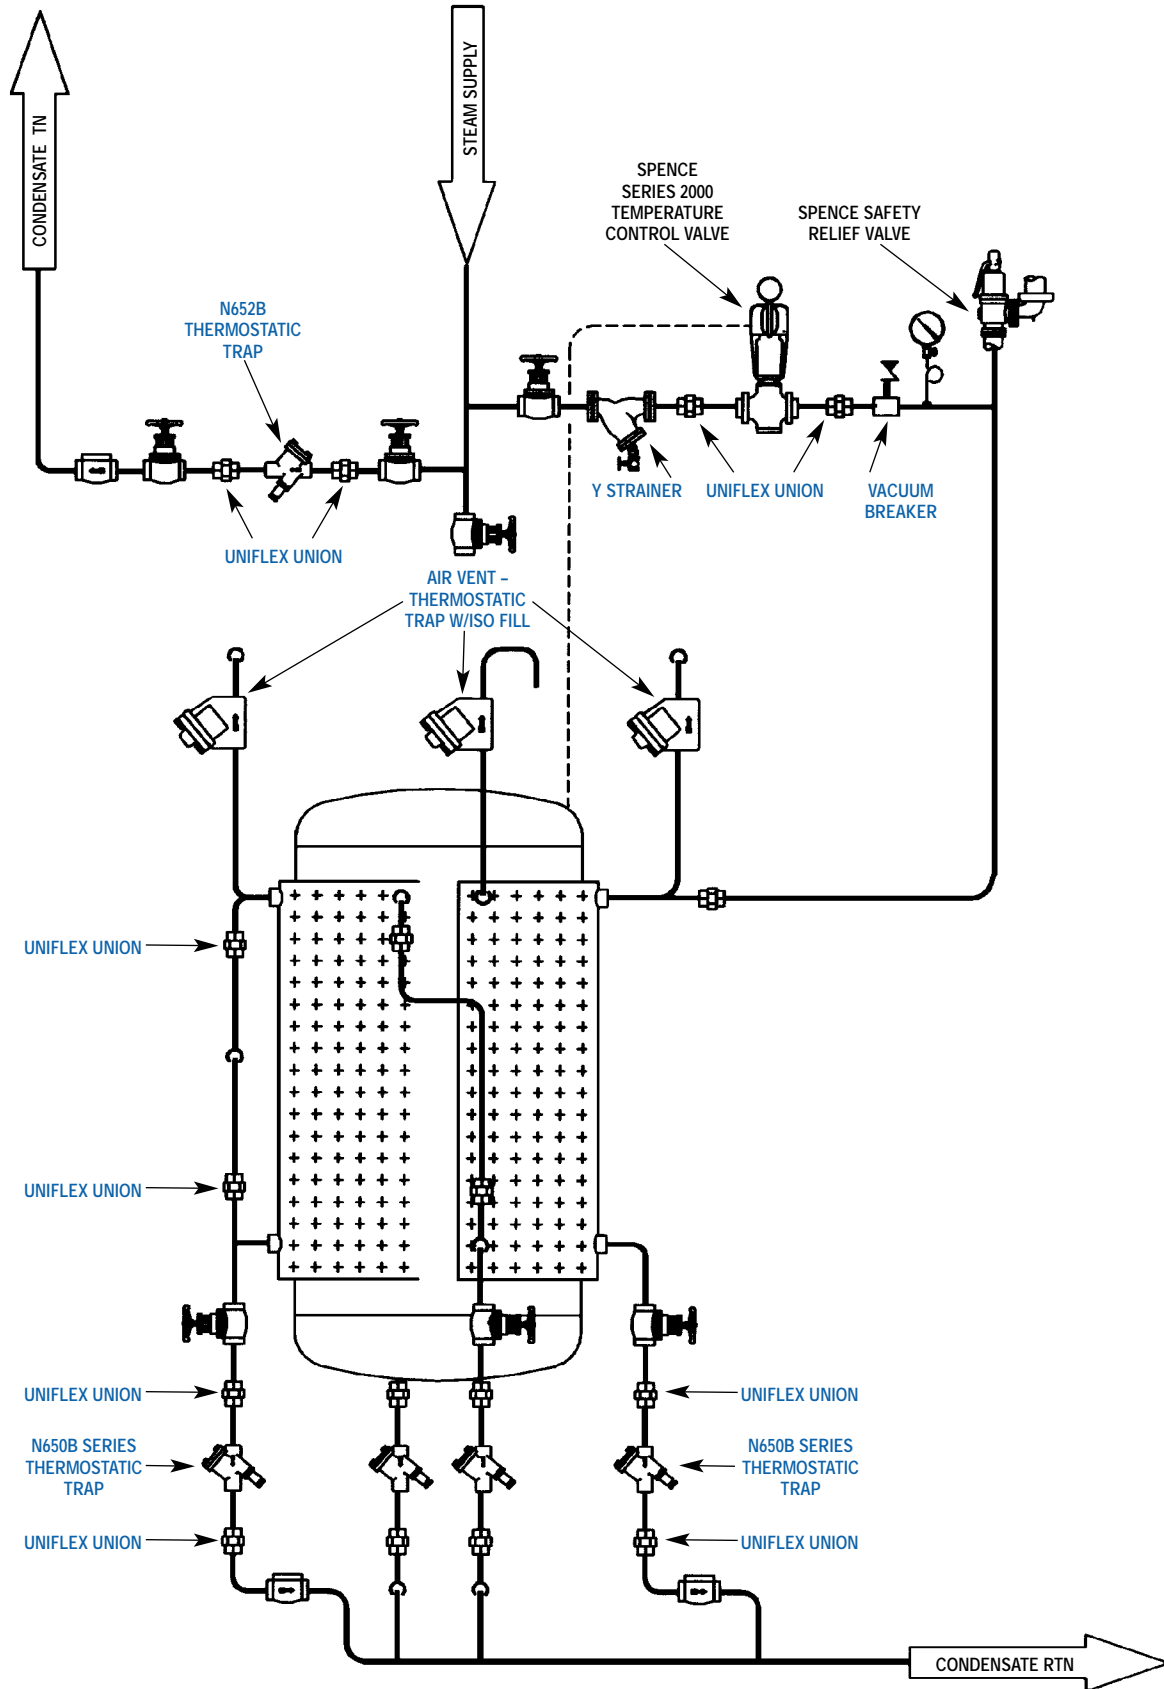 CONDENSATE TN
STEAM SUPPLY
SPENCE
SERIES 2000
TEMPERATURE
CONTROL VALVE
SPENCE SAFETY
RELIEF VALVE
N652B
THERMOSTATIC
TRAP
Y STRAINER
UNIFLEX UNION
VACUUM
BREAKER
UNIFLEX UNION
AIR VENT –
THERMOSTATIC
TRAP W/ISO FILL
UNIFLEX UNION
UNIFLEX UNION
UNIFLEX UNION
UNIFLEX UNION
N650B SERIES
THERMOSTATIC
TRAP
N650B SERIES
THERMOSTATIC
TRAP
UNIFLEX UNION
UNIFLEX UNION
CONDENSATE RTN